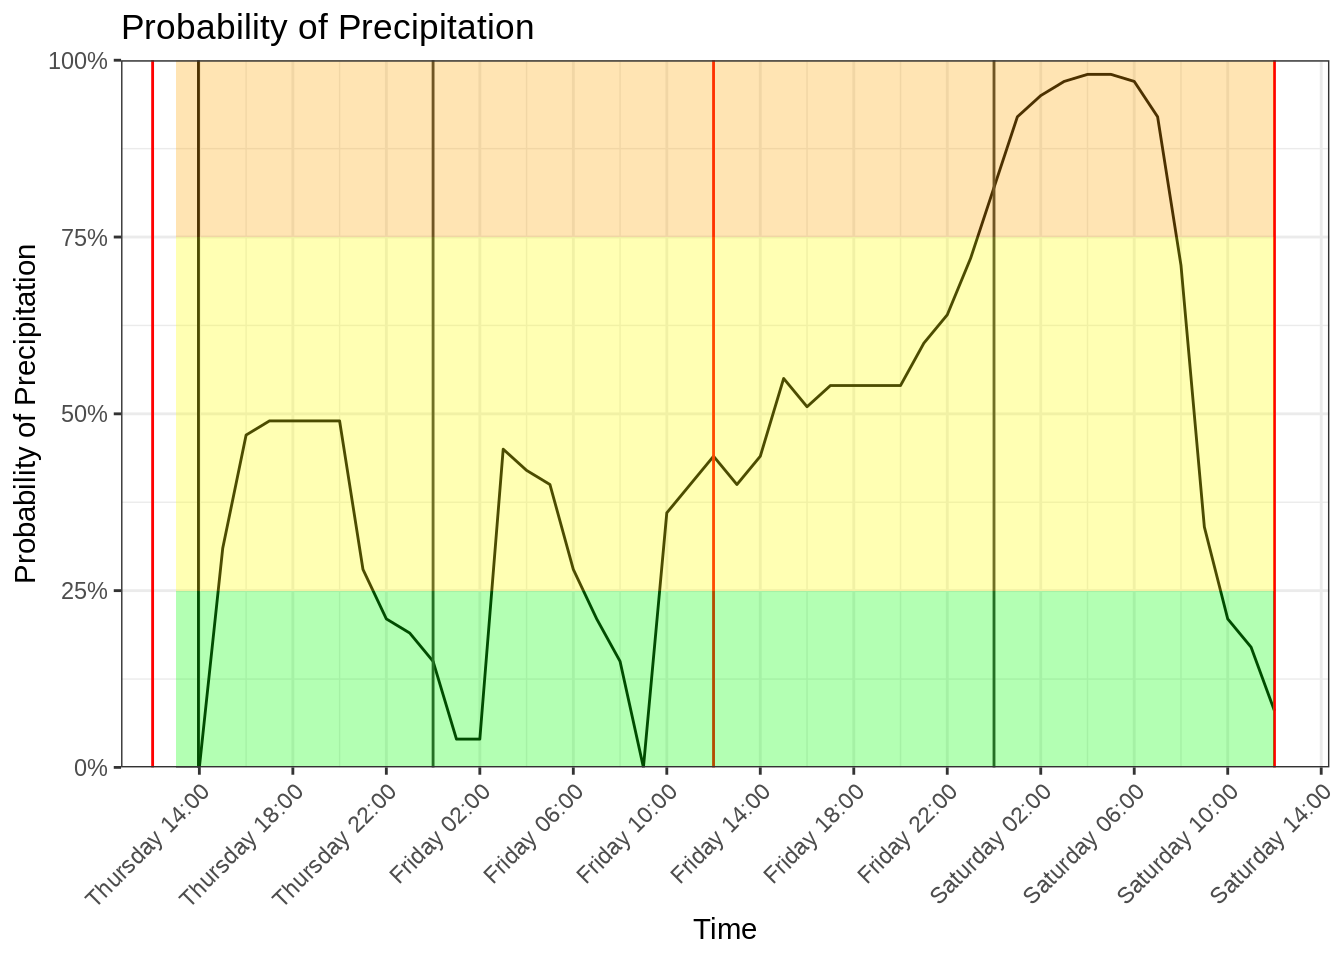 Probability of Precipitation
Probability of Precipitation
100%
75%
50%
25%
0%
Thursday 14:00
Thursday 18:00
Thursday 22:00
Friday 02:00
Friday 06:00
Friday 10:00
Friday 14:00
Friday 18:00
Friday 22:00
Saturday 02:00
Saturday 06:00
Saturday 10:00
Saturday 14:00
Time